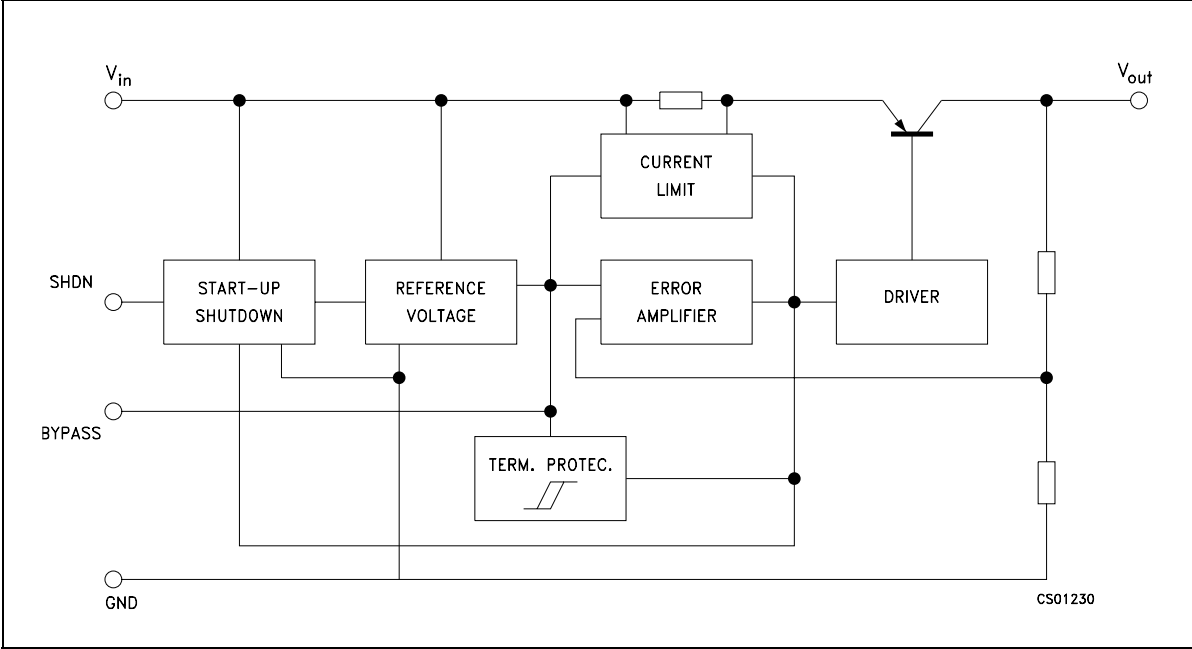 Vin
Vout
CURRENT
LIMIT
SHDN
START-UP
SHUTDOWN
REFERENCE
VOLTAGE
ERROR
AMPLIFIER
DRIVER
BYPASS
TERM. PROTEC.
GND
CS01230